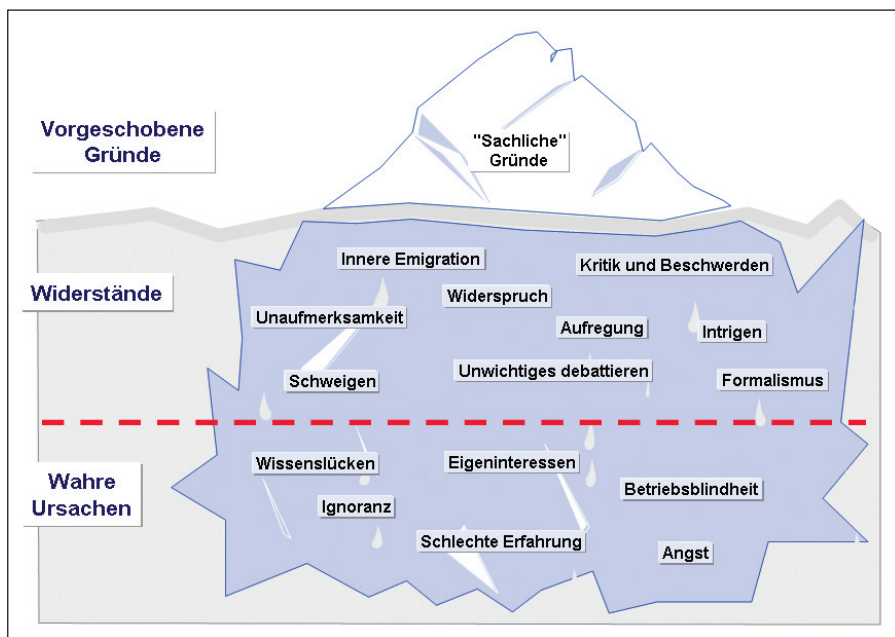 Vorgeschobene
Gründe
"Sachliche"
Gründe
Widerstände
Innere Emigration
Kritik und Beschwerden
Widerspruch
Unaufmerksamkeit
Aufregung
Intrigen
Schweigen
Unwichtiges debattieren
Formalismus
Wahre
Ursachen
Wissenslücken
Eigeninteressen
Betriebsblindheit
Ignoranz
Schlechte Erfahrung
Angst